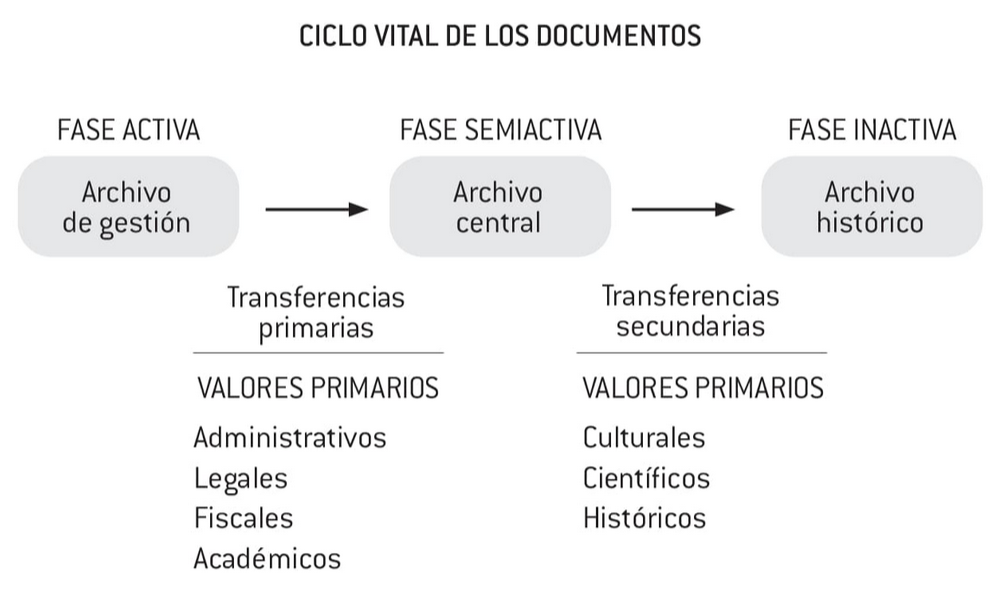 CICLO VITAL DE LOS DOCUMENTOS
FASE ACTIVA
Archivo
de gestión
FASE SEMIACTIVA
Archivo
central
FASE INACTIVA
Archivo
histórico
Transferencias
primarias
VALORES PRIMARIOS
Administrativos
Legales
Fiscales
Académicos
Transferencias
secundarias
VALORES PRIMARIOS
Culturales
Científicos
Históricos